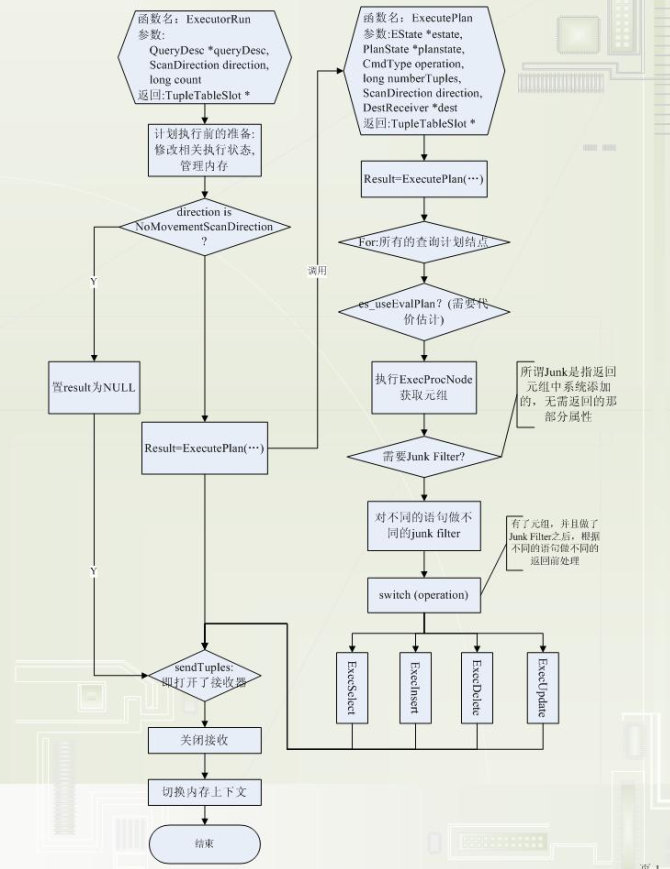 函数名：ExecutorRun
参数:
QueryDesc *queryDesc,
ScanDirection direction,
long count
返回:TupleTableSlot *
计划执行前的准备:
修改相关执行状态,
管理内存
direction is
NoMovementScanDirection
?
Y
置result为NULL
Result=ExecutePlan(…)
Y
sendTuples:
即打开了接收器
关闭接收
切换内存上下文
结束
调用
函数名：ExecutePlan
参数:EState *estate,
PlanState *planstate,
CmdType operation,
long numberTuples,
ScanDirection direction,
DestReceiver *dest
返回:TupleTableSlot *
Result=ExecutePlan(…)
For:所有的查询计划结点
es_useEvalPlan？(需要代
价估计)
执行ExecProcNode
获取元组
所谓Junk是指返回
元组中系统添加
的，无需返回的那
部分属性
需要Junk Filter?
对不同的语句做不
同的junk filter
有了元组，并且做了
Junk Filter之后，根据
不同的语句做不同的
返回前处理
switch (operation)
ExecSelect
ExecInsert
ExecDelete
ExecUpdate